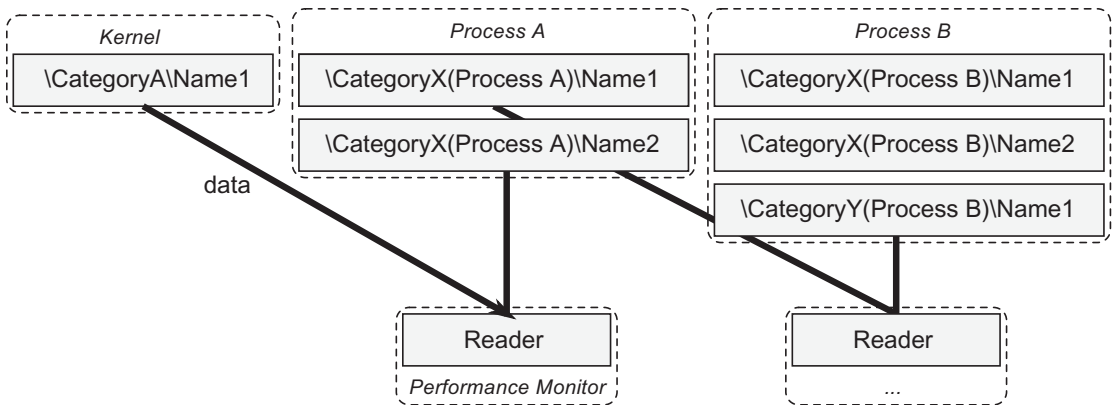 Kernel
\CategoryA\Name1
Process A
\CategoryX(Process A)\Name1
\CategoryX(Process A)\Name2
Process B
\CategoryX(Process B)\Name1
\CategoryX(Process B)\Name2
\CategoryY(Process B)\Name1
data
Reader
Performance Monitor
Reader
...